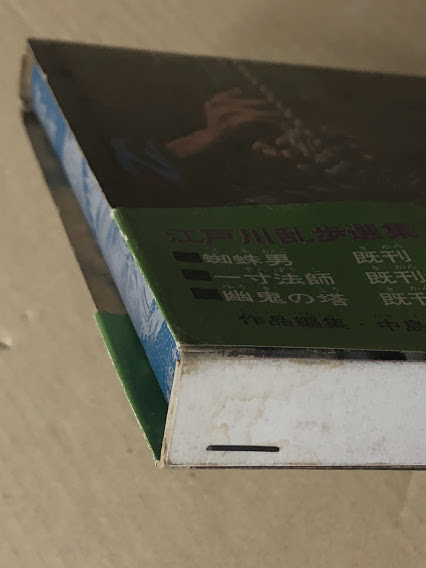 江戸川乱歩選集
■蜘蛛男 既刊
■一寸法師 既刊
■幽鬼の塔 既刊
作品編集・中島